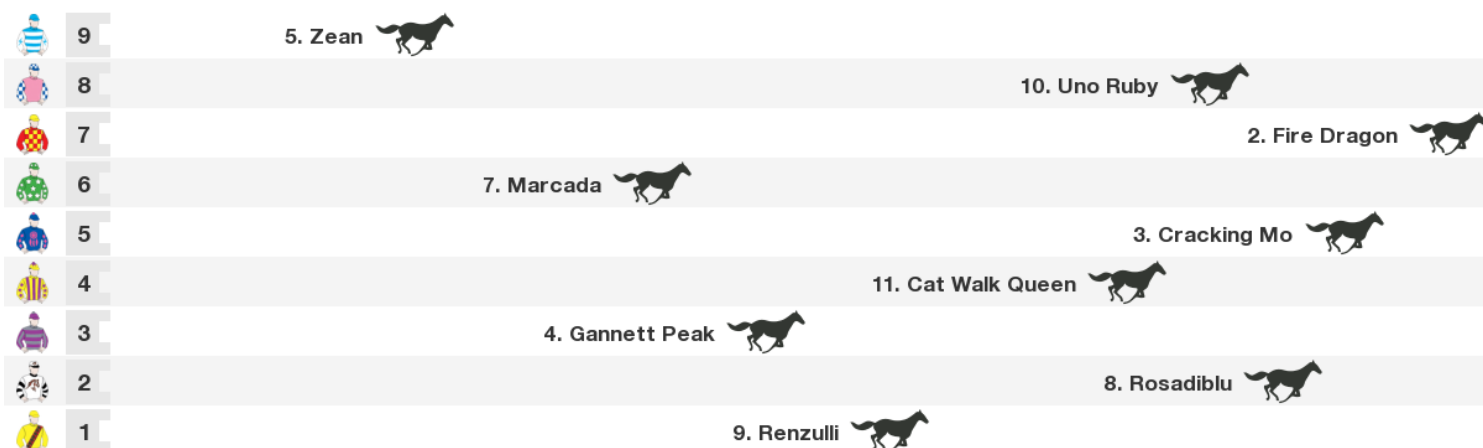 9 5. Zean
8 10. Uno Ruby
7 2. Fire Dragon
6 7. Marcada
5 3. Cracking Mo
4 11. Cat Walk Queen
3 4. Gannett Peak
2 8. Rosadiblu
1 9. Renzulli